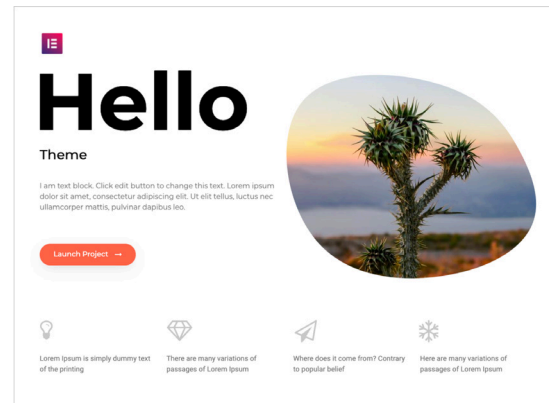 Hello
Theme
I am text block. Click edit button to change this text. Lorem ipsum
dolor sit amet, consectetur adipiscing elit. Ut elit tellus, luctus nec
ullamcorper mattis, pulvinar dapibus leo.
Launch Project →
Lorem Ipsum is simply dummy text
of the printing
There are many variations of
passages of Lorem Ipsum
Where does it come from? Contrary
to popular belief
Here are many variations of
passages of Lorem Ipsum